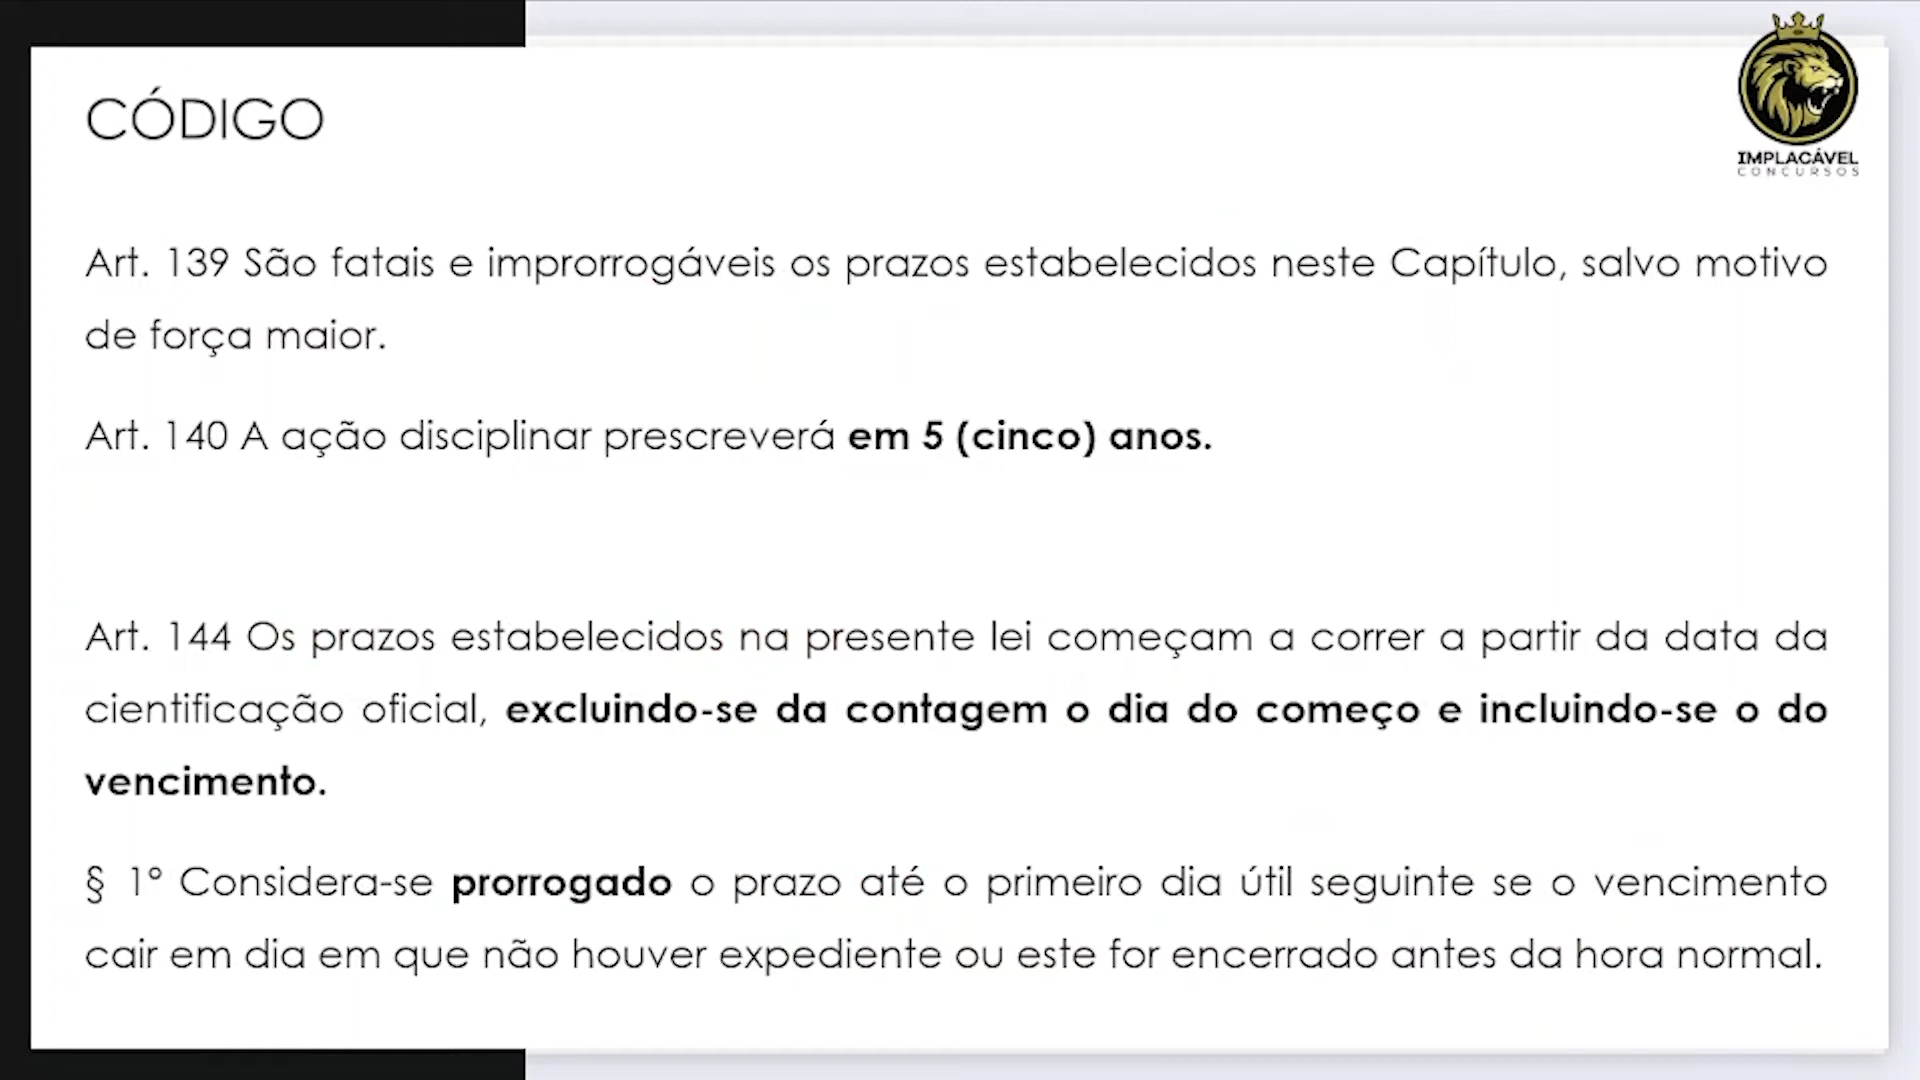 CÓDIGO
IMPLACÁVEL
CONCURSOS
Art. 139 São fatais e improrrogáveis os prazos estabelecidos neste Capítulo, salvo motivo
de força maior.
Art. 140 A ação disciplinar prescreverá em 5 (cinco) anos.
Art. 144 Os prazos estabelecidos na presente lei começam a correr a partir da data da
cientificação oficial, excluindo-se da contagem o dia do começo e incluindo-se o do
vencimento.
§ 1º Considera-se prorrogado o prazo até o primeiro dia útil seguinte se o vencimento
cair em dia em que não houver expediente ou este for encerrado antes da hora normal.